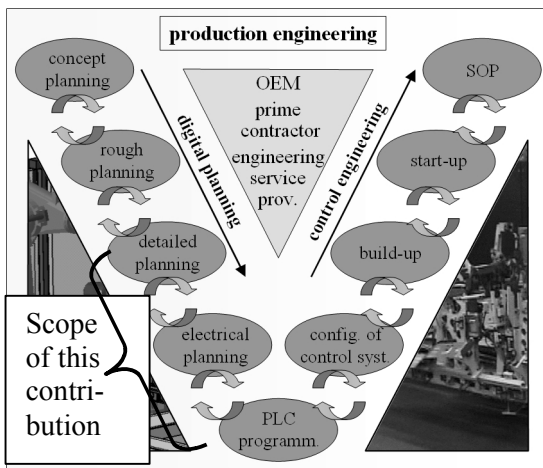 production engineering
concept
planning
rough
planning
detailed
planning
electrical
planning
PLC
programm.
config. of
control syst.
build-up
start-up
SOP
digital planning
OEM
prime
contractor
engineering
service
prov.
control engineering
Scope
of this
contri-
bution